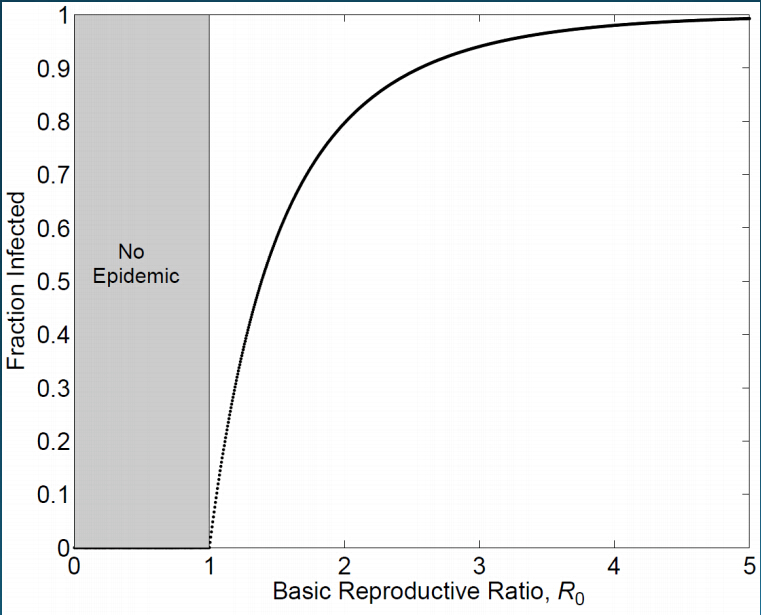 1
0.9
0.8
0.7
0.6
0.5
0.4
0.3
0.2
0.1
0
Fraction Infected
No
Epidemic
0 1 2 3 4 5
Basic Reproductive Ratio, R₀